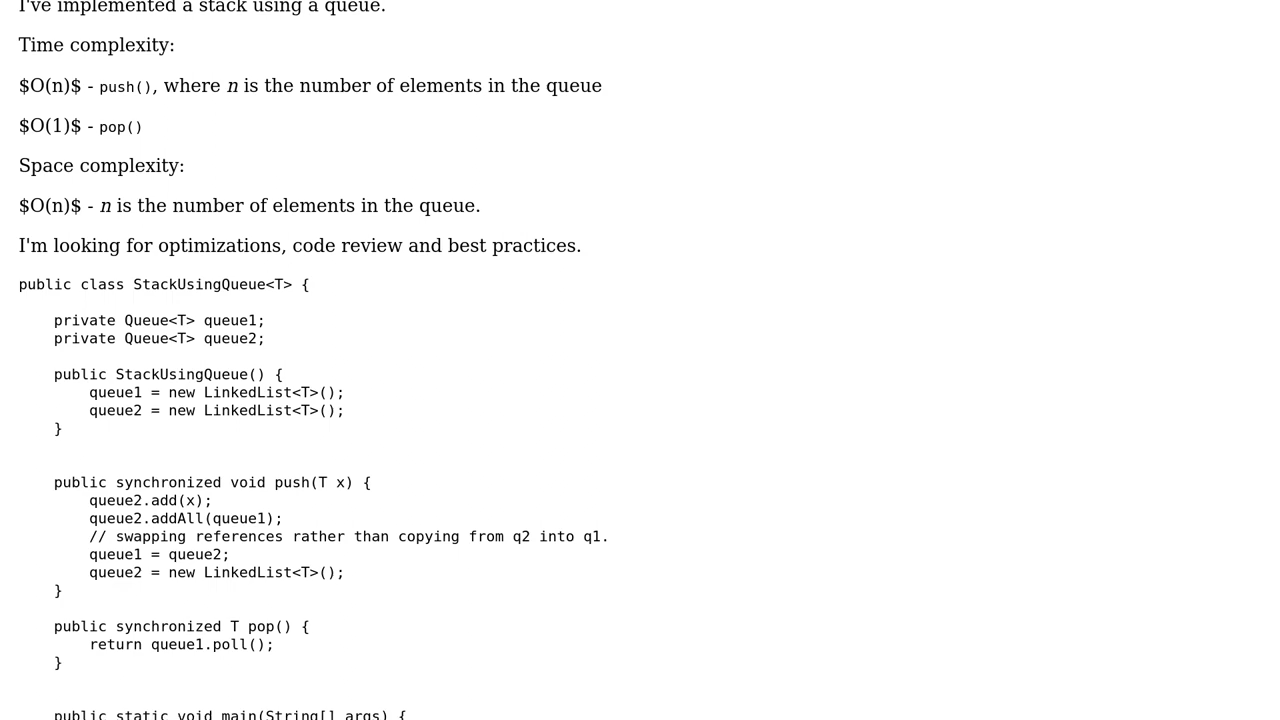 I've implemented a stack using a queue.
Time complexity:
$O(n)$ - push(), where n is the number of elements in the queue
$O(1)$ - pop()
Space complexity:
$O(n)$ - n is the number of elements in the queue.
I'm looking for optimizations, code review and best practices.
public class StackUsingQueue<T> {
    private Queue<T> queue1;
    private Queue<T> queue2;
    public StackUsingQueue() {
        queue1 = new LinkedList<T>();
        queue2 = new LinkedList<T>();
    }
    public synchronized void push(T x) {
        queue2.add(x);
        queue2.addAll(queue1);
        // swapping references rather than copying from q2 into q1.
        queue1 = queue2;
        queue2 = new LinkedList<T>();
    }
    public synchronized T pop() {
        return queue1.poll();
    }
    public static void main(String[] args) {